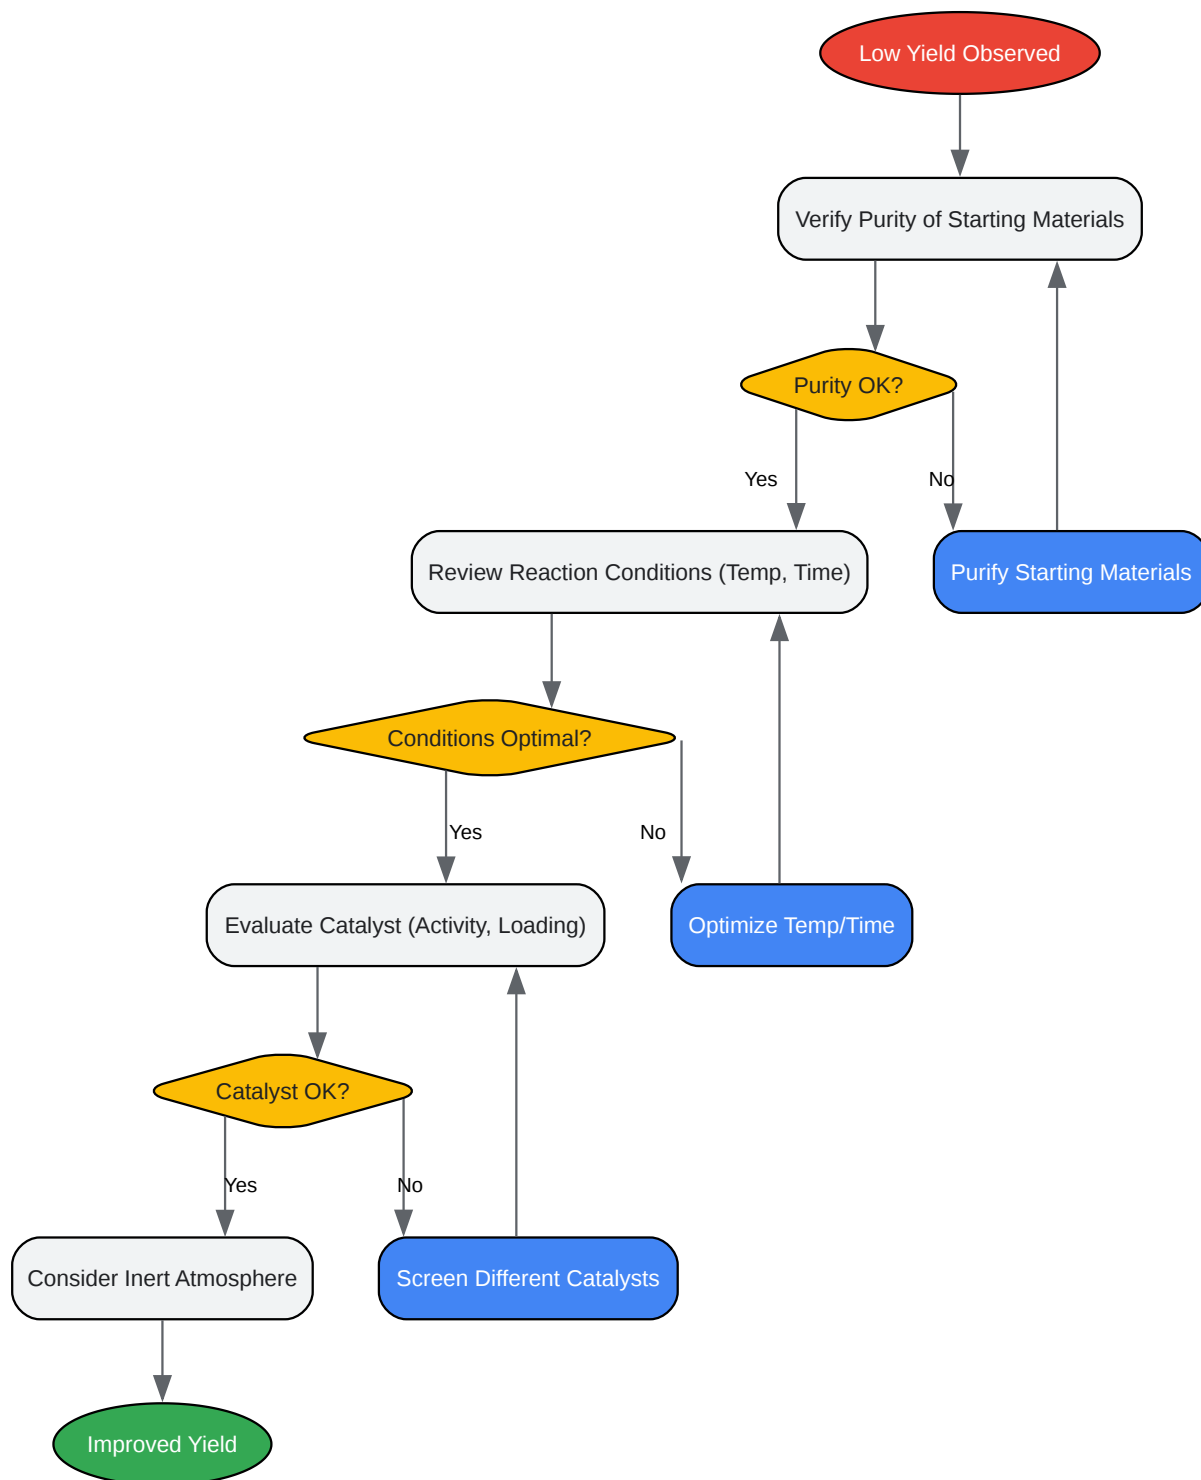 Low Yield Observed
Verify Purity of Starting Materials
Purity OK?
Yes
No
Review Reaction Conditions (Temp, Time)
Purify Starting Materials
Conditions Optimal?
Yes
No
Evaluate Catalyst (Activity, Loading)
Optimize Temp/Time
Catalyst OK?
Yes
No
Consider Inert Atmosphere
Screen Different Catalysts
Improved Yield